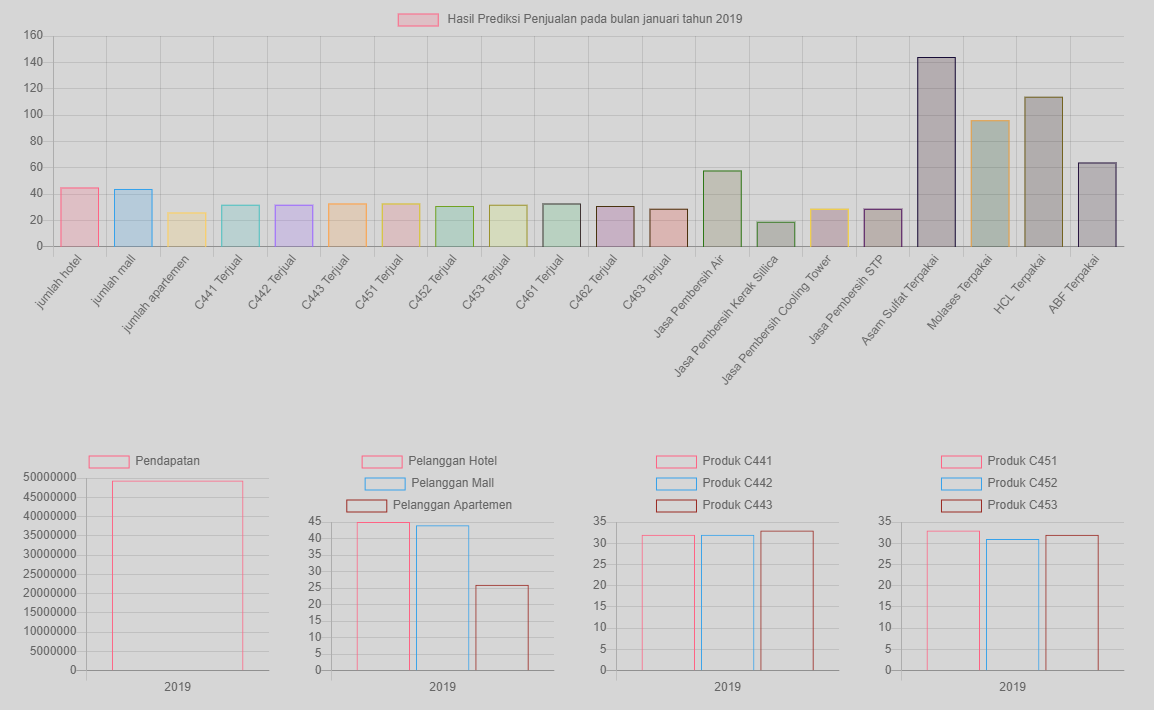 Hasil Prediksi Penjualan pada bulan januari tahun 2019
160
140
120
100
80
60
40
20
0
jumlah hotel
jumlah mall
jumlah apartemen
C441 Terjual
C442 Terjual
C443 Terjual
C451 Terjual
C452 Terjual
C453 Terjual
C461 Terjual
C462 Terjual
C463 Terjual
Jasa Pembersih Air
Jasa Pembersih Kerak Sillica
Jasa Pembersih Cooling Tower
Jasa Pembersih STP
Asam Sulfat Terpakai
Molases Terpakai
HCL Terpakai
ABF Terpakai
Pendapatan
50000000
45000000
40000000
35000000
30000000
25000000
20000000
15000000
10000000
5000000
0
2019
Pelanggan Hotel
Pelanggan Mall
Pelanggan Apartemen
45
40
35
30
25
20
15
10
5
0
2019
Produk C441
Produk C442
Produk C443
35
30
25
20
15
10
5
0
2019
Produk C451
Produk C452
Produk C453
35
30
25
20
15
10
5
0
2019